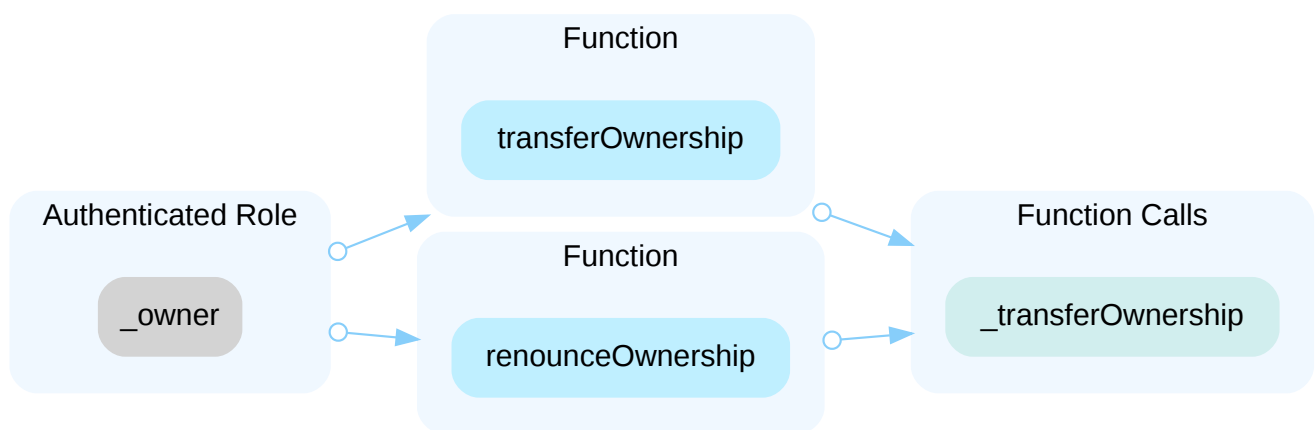 Authenticated Role
_owner
Function
transferOwnership
Function
renounceOwnership
Function Calls
_transferOwnership